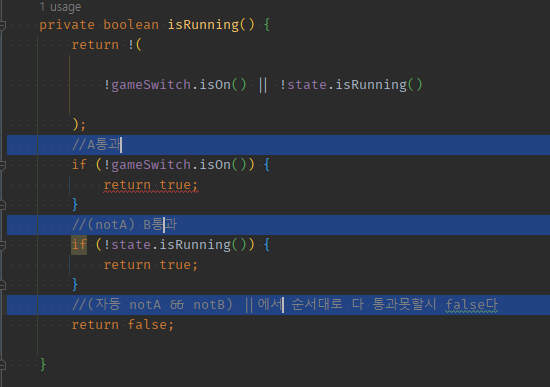 1 usage
private boolean isRunning() {
return !(
!gameSwitch.isOn() || !state.isRunning()
);
//A통과
if (!gameSwitch.isOn()) {
return true;
}
//(notA) B통과
if (!state.isRunning()) {
return true;
}
//(자동 notA && notB) ||에서 순서대로 다 통과못할시 false다
return false;
}